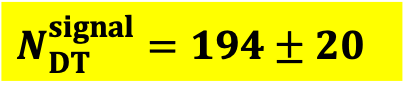 N_DT^signal = 194 ± 20